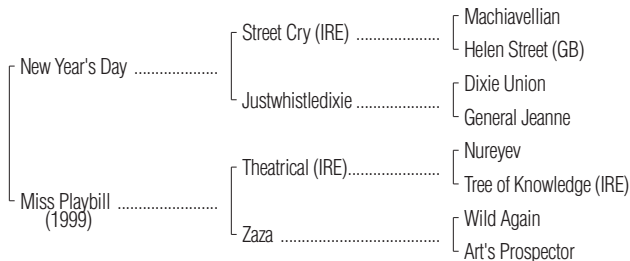 Machiavellian
Street Cry (IRE) ...................
Helen Street (GB)
New Year's Day ...................
Dixie Union
Justwhistledixie ...................
General Jeanne
Nureyev
Theatrical (IRE)....................
Tree of Knowledge (IRE)
Miss Playbill ......................
(1999)
Wild Again
Zaza ....................................
Art's Prospector